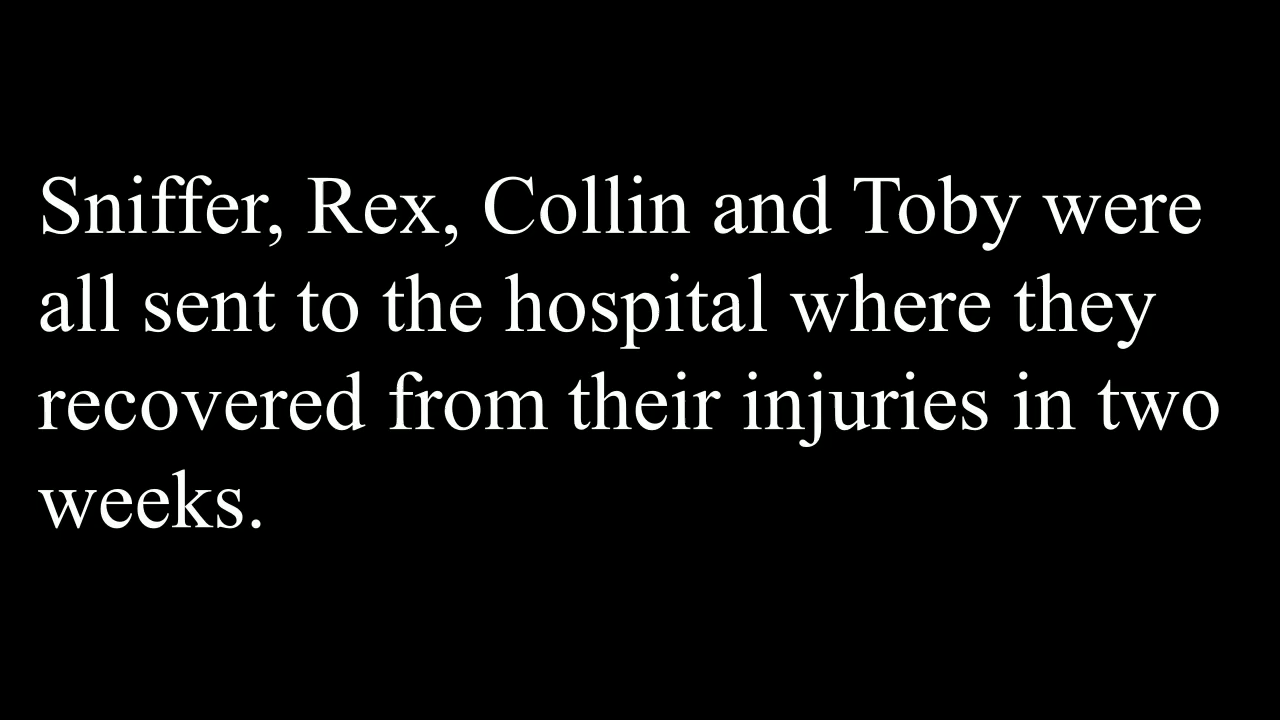 Sniffer, Rex, Collin and Toby were
all sent to the hospital where they
recovered from their injuries in two
weeks.